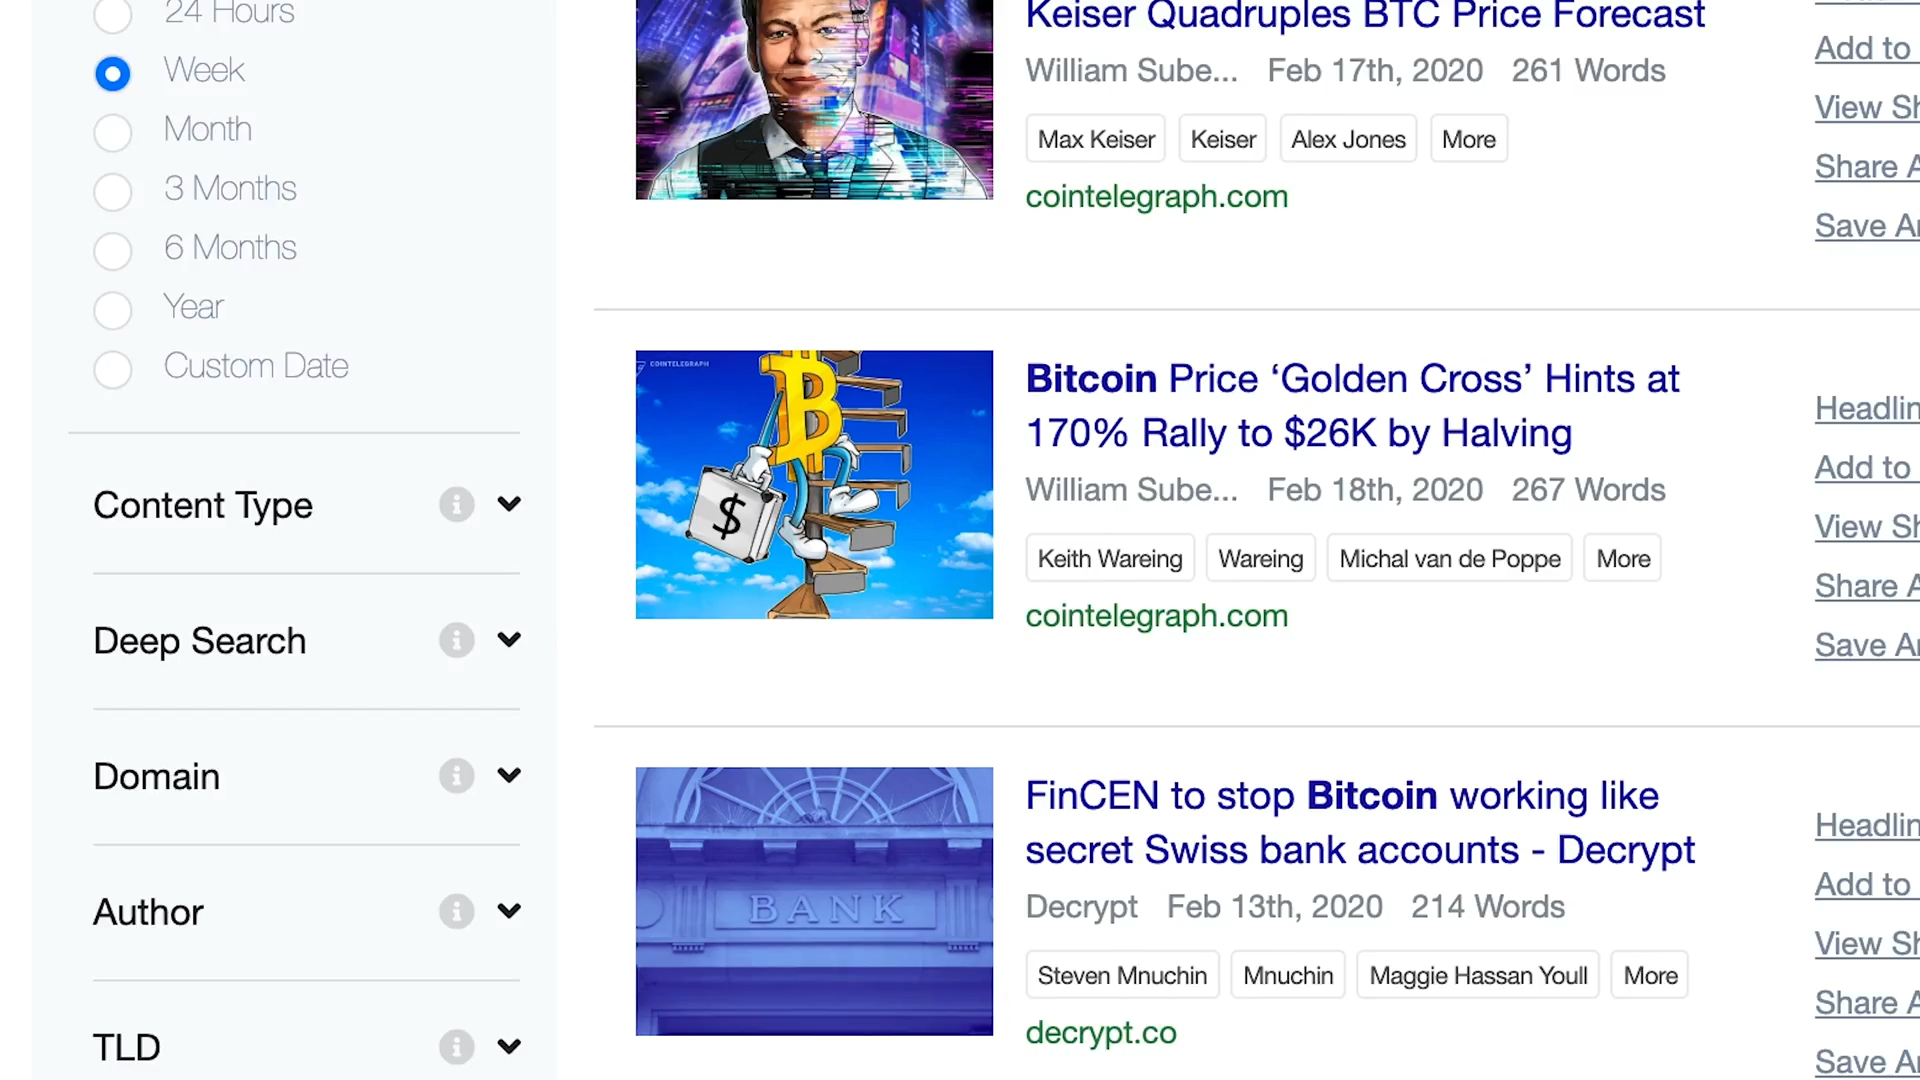 24 Hours
Week
Month
3 Months
6 Months
Year
Custom Date
Content Type
Deep Search
Domain
Author
TLD
Keiser Quadruples BTC Price Forecast
William Sube... Feb 17th, 2020 261 Words
Max Keiser Keiser Alex Jones More
cointelegraph.com
COINTELEGRAPH
$
Bitcoin Price ‘Golden Cross’ Hints at
170% Rally to $26K by Halving
William Sube... Feb 18th, 2020 267 Words
Keith Wareing Wareing Michal van de Poppe More
cointelegraph.com
BANK
FinCEN to stop Bitcoin working like
secret Swiss bank accounts - Decrypt
Decrypt Feb 13th, 2020 214 Words
Steven Mnuchin Mnuchin Maggie Hassan Youll More
decrypt.co
Add to
View Sh
Share A
Save Ar
Headlin
Add to
View Sh
Share A
Save Ar
Headlin
Add to
View Sh
Share A
Save Ar